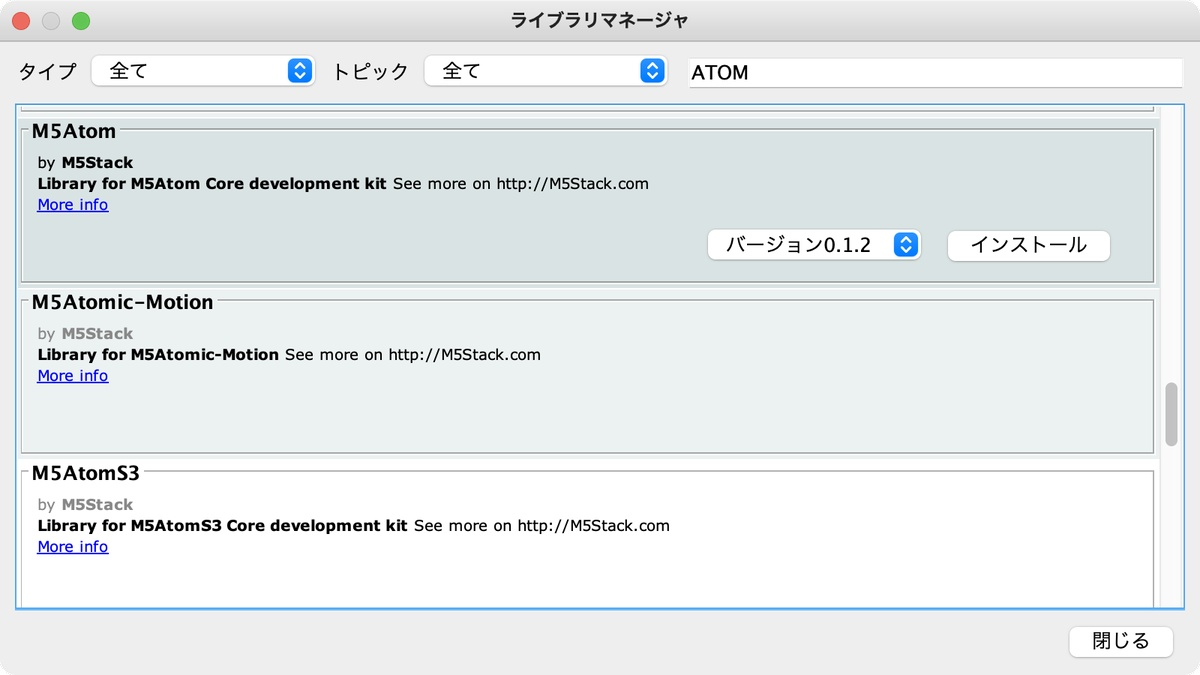 ライブラリマネージャ
タイプ 全て トピック 全て ATOM
M5Atom
by M5Stack
Library for M5Atom Core development kit See more on http://M5Stack.com
More info
バージョン0.1.2 インストール
M5Atomic-Motion
by M5Stack
Library for M5Atomic-Motion See more on http://M5Stack.com
More info
M5AtomS3
by M5Stack
Library for M5AtomS3 Core development kit See more on http://M5Stack.com
More info
閉じる